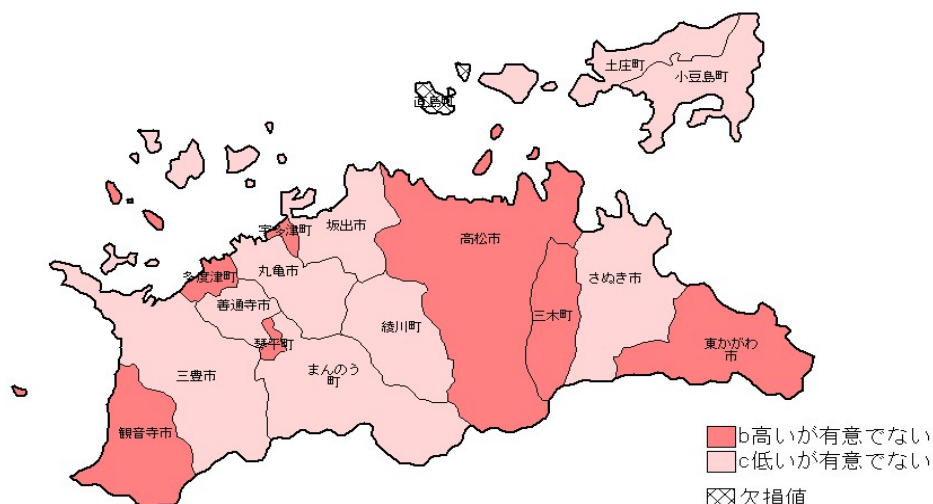 土庄町
小豆島町
直島町
宇多津町
坂出市
高松市
多度津町
丸亀市
さぬき市
善通寺市
綾川町
三木町
琴平町
東かがわ
市
三豊市
まんのう
町
観音寺市
b高いが有意でない
c低いが有意でない
欠損値